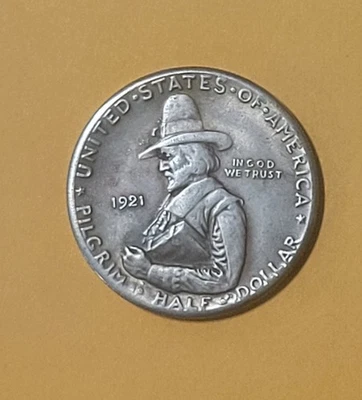 UNITED·STATES·OF·AMERICA
IN GOD
WE TRUST
1921
PILGRIM HALF DOLLAR